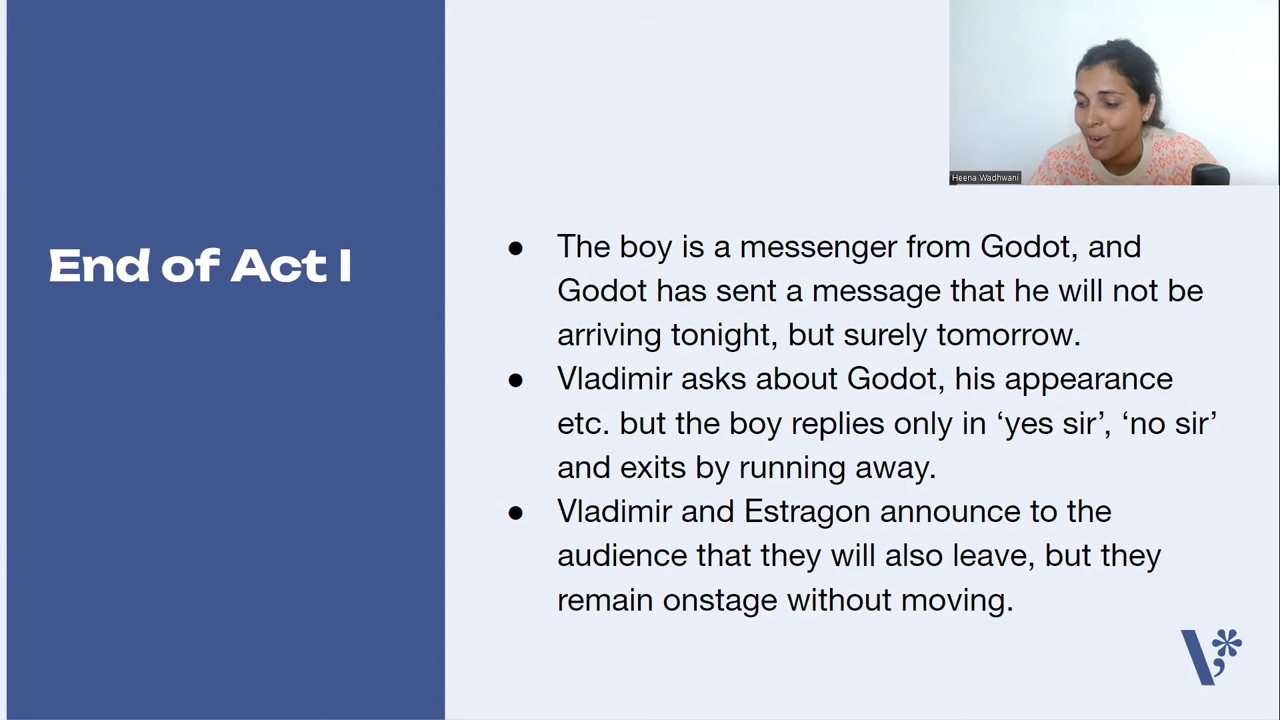 Heena Wadhwani
End of Act I
● The boy is a messenger from Godot, and
Godot has sent a message that he will not be
arriving tonight, but surely tomorrow.
● Vladimir asks about Godot, his appearance
etc. but the boy replies only in ‘yes sir’, ‘no sir’
and exits by running away.
● Vladimir and Estragon announce to the
audience that they will also leave, but they
remain onstage without moving.